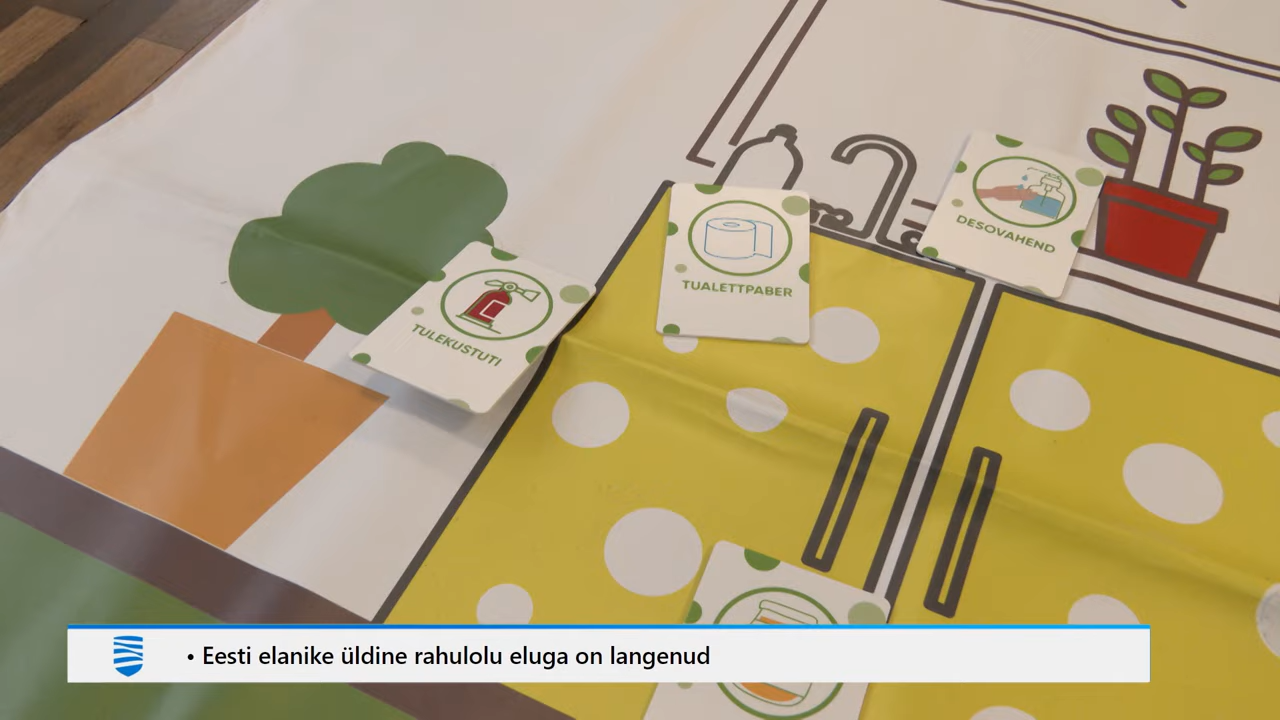 TUALETTPABER
DESOVAHEND
TULEKUSTUTI
• Eesti elanike üldine rahulolu eluga on langenud